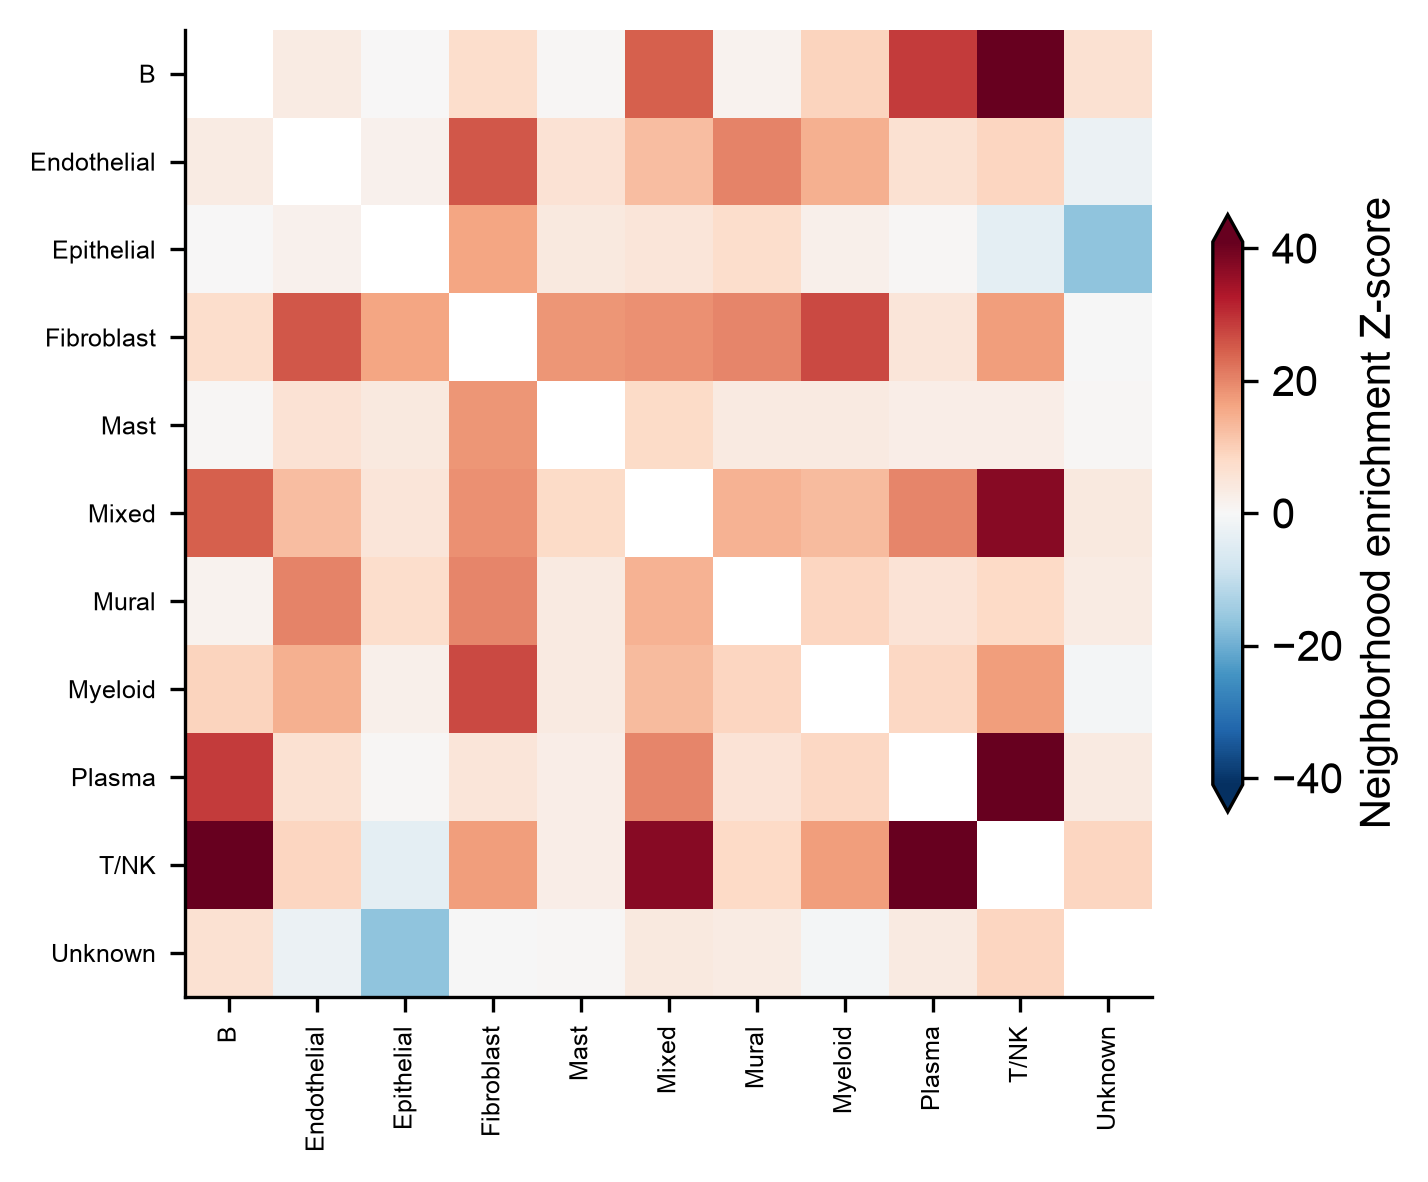 B
Endothelial
Epithelial
Fibroblast
Mast
Mixed
Mural
Myeloid
Plasma
T/NK
Unknown
B
Endothelial
Epithelial
Fibroblast
Mast
Mixed
Mural
Myeloid
Plasma
T/NK
Unknown
40
20
0
−20
−40
Neighborhood enrichment Z-score